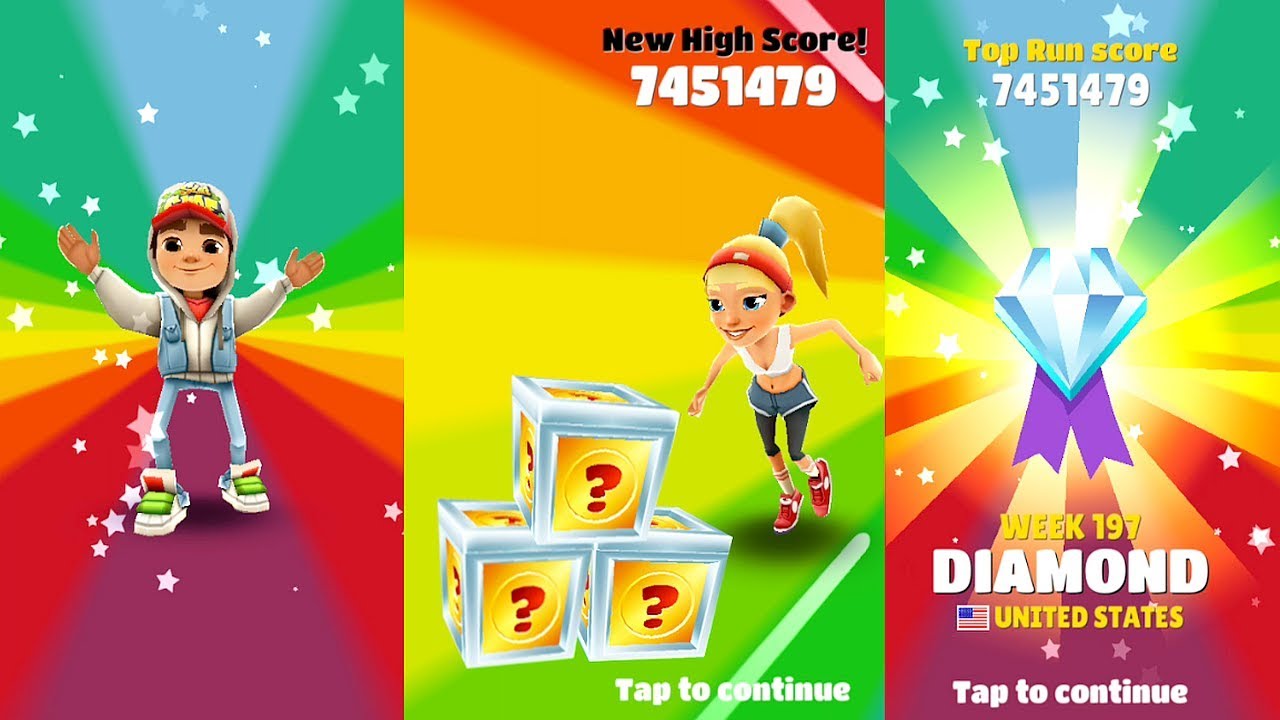 New High Score!
7451479
Tap to continue
Top Run score
7451479
WEEK 197
DIAMOND
UNITED STATES
Tap to continue